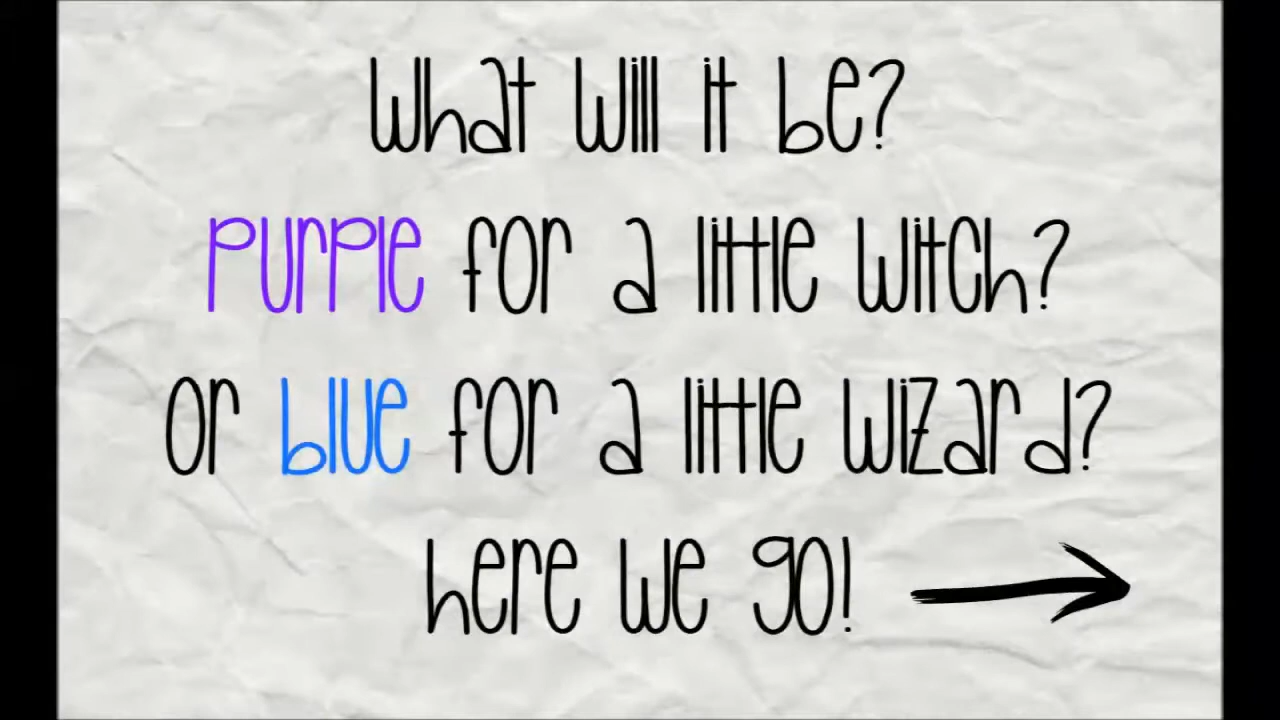 What will it be?
Purple for a little witch?
or blue for a little wizard?
here we go!